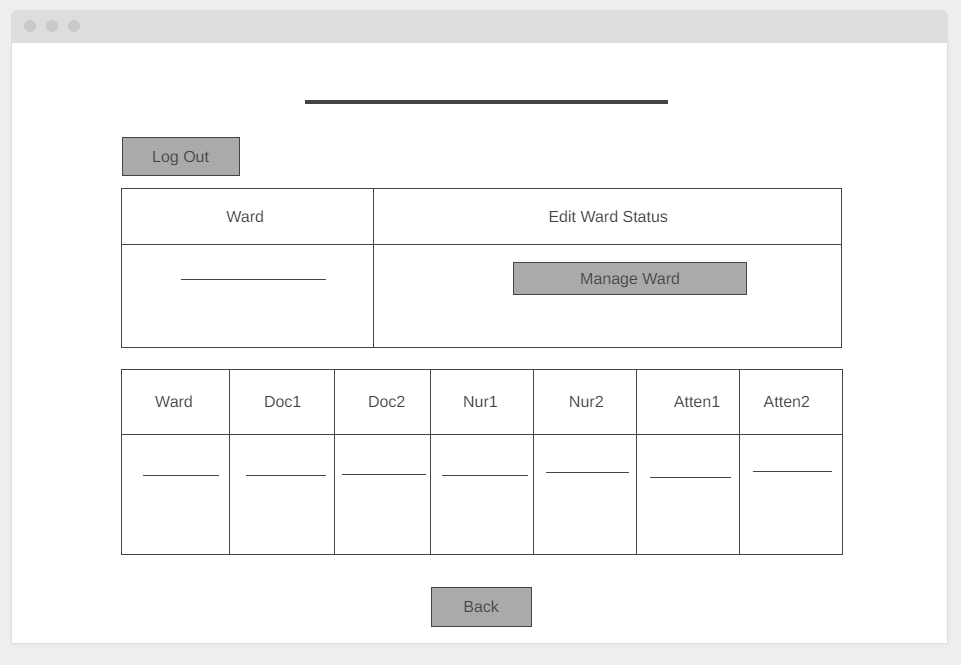 Log Out
Ward Edit Ward Status
Manage Ward
Ward Doc1 Doc2 Nur1 Nur2 Atten1 Atten2
Back